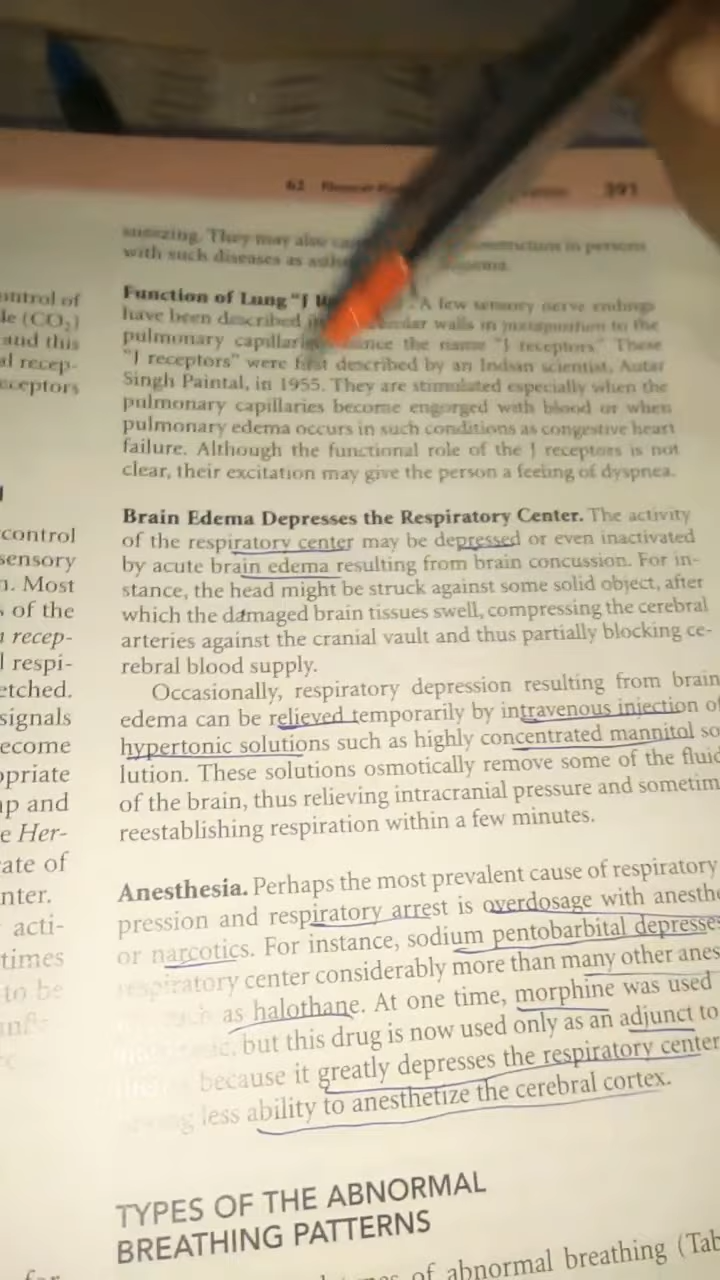 391
sneezing. They may also in persons
with such diseases as
Function of Lung "J A few sensory nerve endings
have been described walls in juxtaposition to the
pulmonary the name "J receptors." These
"J receptors" were first described by an Indian scientist, Autar
Singh Paintal, in 1955. They are stimulated especially when the
pulmonary capillaries become engorged with blood or when
pulmonary edema occurs in such conditions as congestive heart
failure. Although the functional role of the J receptors is not
clear, their excitation may give the person a feeling of dyspnea.
Brain Edema Depresses the Respiratory Center. The activity
of the respiratory center may be depressed or even inactivated
by acute brain edema resulting from brain concussion. For in-
stance, the head might be struck against some solid object, after
which the damaged brain tissues swell, compressing the cerebral
arteries against the cranial vault and thus partially blocking ce-
rebral blood supply.
Occasionally, respiratory depression resulting from brain
edema can be relieved temporarily by intravenous injection of
hypertonic solutions such as highly concentrated mannitol so
lution. These solutions osmotically remove some of the fluid
of the brain, thus relieving intracranial pressure and sometim
reestablishing respiration within a few minutes.
Anesthesia. Perhaps the most prevalent cause of respiratory
pression and respiratory arrest is overdosage with anesthe
or narcotics. For instance, sodium pentobarbital depresses
respiratory center considerably more than many other anes
such as halothane. At one time, morphine was used
but this drug is now used only as an adjunct to
because it greatly depresses the respiratory center
less ability to anesthetize the cerebral cortex.
TYPES OF THE ABNORMAL
BREATHING PATTERNS
of abnormal breathing (Tab
ontrol of
de (CO₂)
and this
al recep-
eceptors
control
sensory
n. Most
s of the
n recep-
l respi-
etched.
signals
ecome
opriate
mp and
e Her-
rate of
nter.
acti-
times
to be